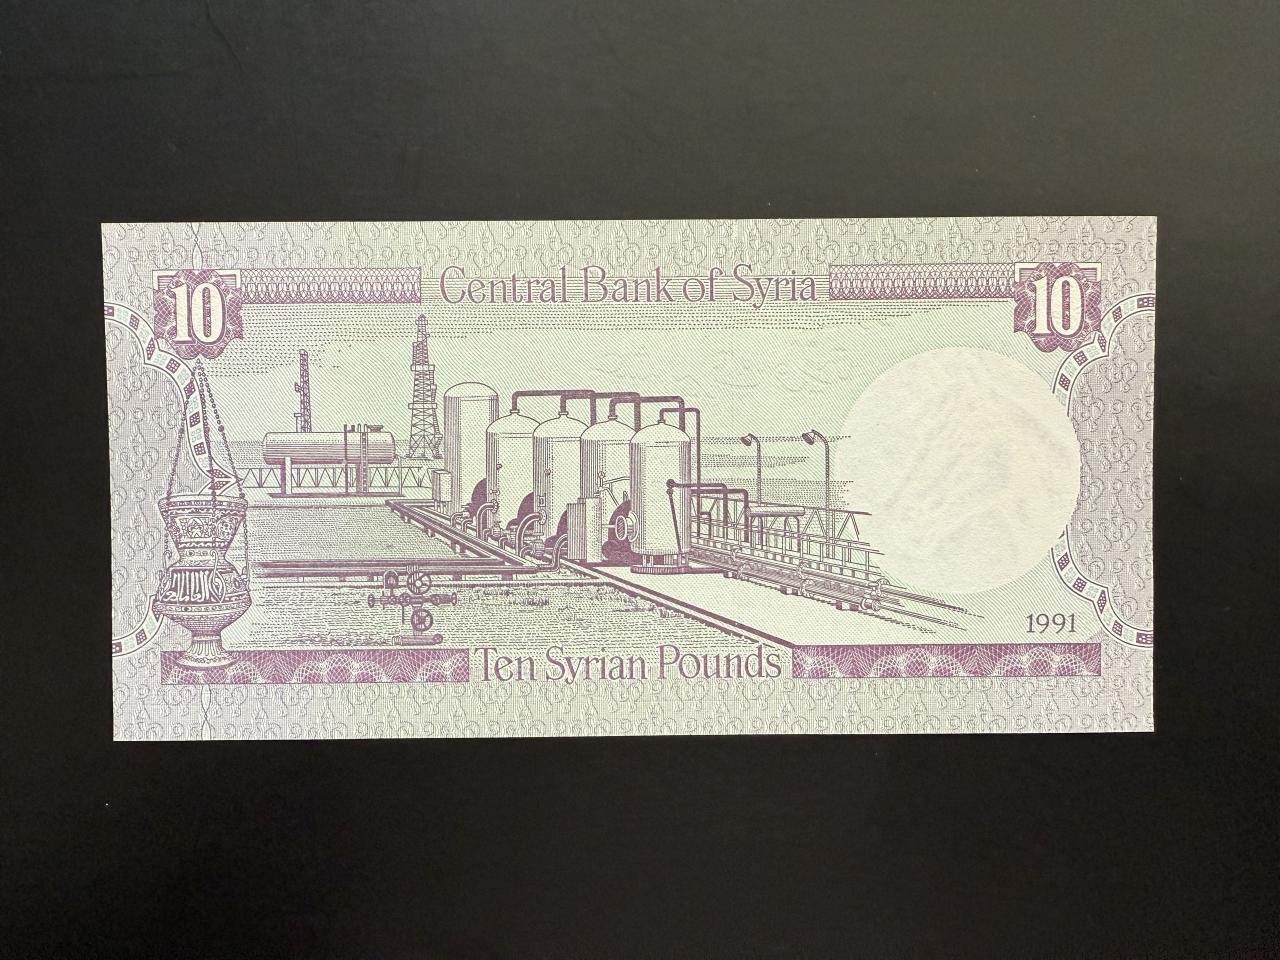 10 Central Bank of Syria 10
1991
Ten Syrian Pounds